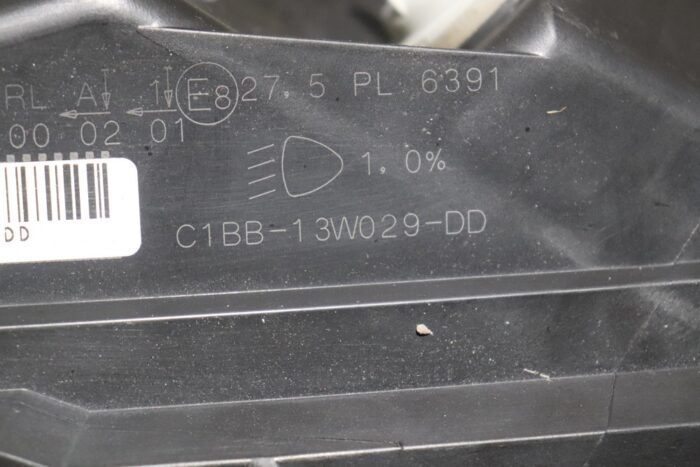 RL A 1 E8 27,5 PL 6391
00 02 01
1,0%
DD
C1BB-13W029-DD